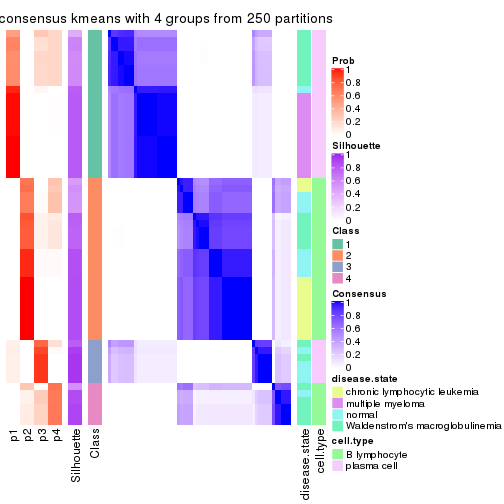 consensus kmeans with 4 groups from 250 partitions
Prob
1
0.8
0.6
0.4
0.2
0
Silhouette
1
0.8
0.6
0.4
0.2
0
Class
1
2
3
4
Consensus
1
0.8
0.6
0.4
0.2
0
disease.state
chronic lymphocytic leukemia
multiple myeloma
normal
Waldenstrom's macroglobulinemia
cell.type
B lymphocyte
plasma cell
p1
p2
p3
p4
Silhouette
Class
disease.state
cell.type